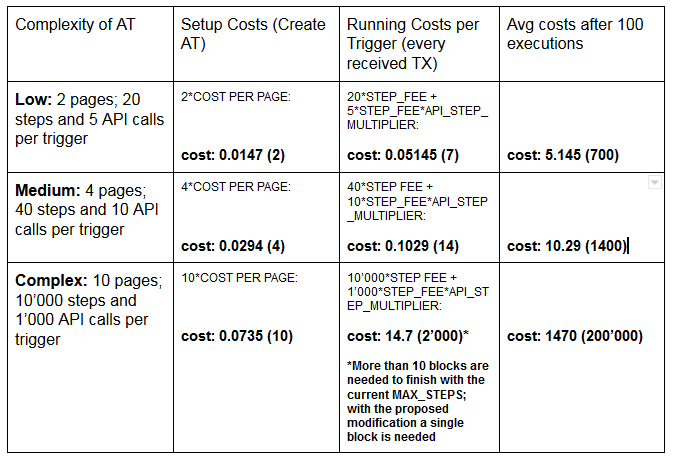 Complexity of AT
Setup Costs (Create
AT)
Running Costs per
Trigger (every
received TX)
Avg costs after 100
executions
Low: 2 pages; 20
steps and 5 API calls
per trigger
2*COST PER PAGE:
cost: 0.0147 (2)
20*STEP_FEE +
5*STEP_FEE*API_STEP_
MULTIPLIER:
cost: 0.05145 (7)
cost: 5.145 (700)
Medium: 4 pages;
40 steps and 10 API
calls per trigger
4*COST PER PAGE:
cost: 0.0294 (4)
40*STEP FEE +
10*STEP_FEE*API_STEP
_MULTIPLIER:
cost: 0.1029 (14)
cost: 10.29 (1400)
Complex: 10 pages;
10’000 steps and
1’000 API calls per
trigger
10*COST PER PAGE:
cost: 0.0735 (10)
10'000*STEP FEE +
1'000*STEP_FEE*API_ST
EP_MULTIPLIER:
cost: 14.7 (2’000)*
*More than 10 blocks are
needed to finish with the
current MAX_STEPS;
with the proposed
modification a single
block is needed
cost: 1470 (200’000)